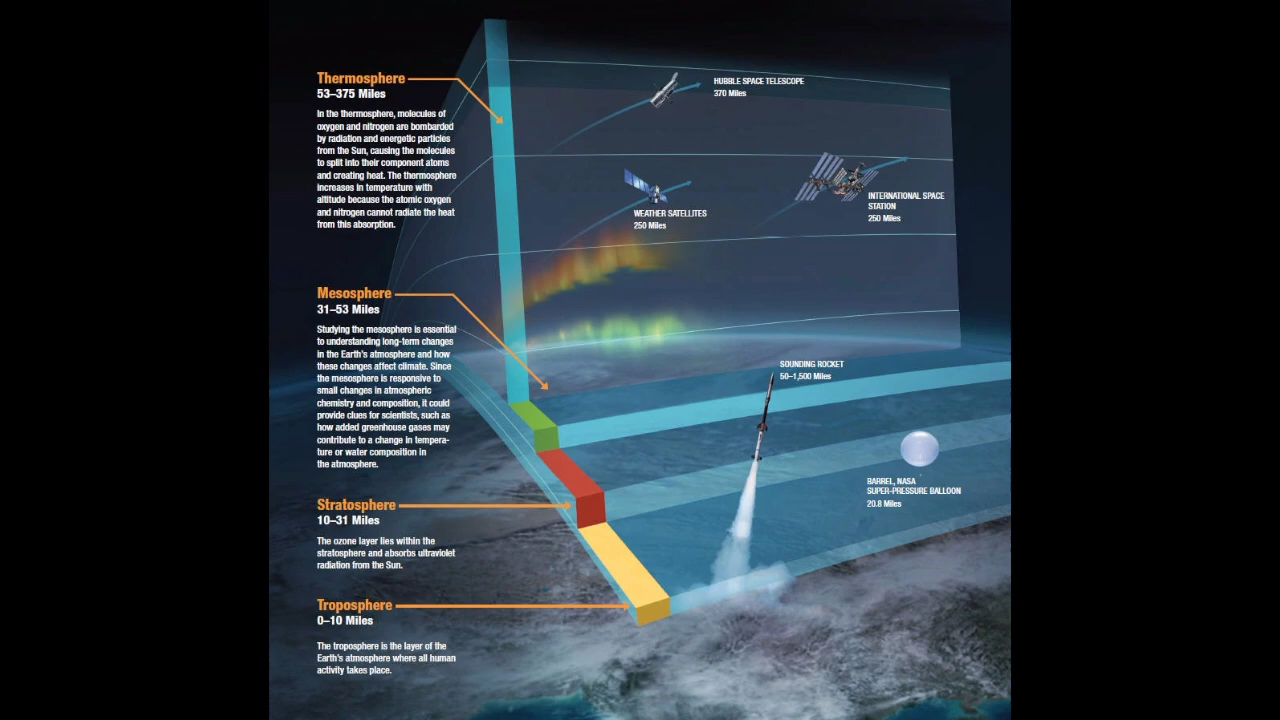 Thermosphere
53–375 Miles
In the thermosphere, molecules of
oxygen and nitrogen are bombarded
by radiation and energetic particles
from the Sun, causing the molecules
to split into their component atoms
and creating heat. The thermosphere
increases in temperature with
altitude because the atomic oxygen
and nitrogen cannot radiate the heat
from this absorption.
HUBBLE SPACE TELESCOPE
370 Miles
WEATHER SATELLITES
250 Miles
INTERNATIONAL SPACE
STATION
250 Miles
Mesosphere
31–53 Miles
Studying the mesosphere is essential
to understanding long-term changes
in the Earth's atmosphere and how
these changes affect climate. Since
the mesosphere is responsive to
small changes in atmospheric
chemistry and composition, it could
provide clues for scientists, such as
how added greenhouse gases may
contribute to a change in tempera-
ture or water composition in
the atmosphere.
SOUNDING ROCKET
50–1,500 Miles
BARREL, NASA
SUPER-PRESSURE BALLOON
20.8 Miles
Stratosphere
10–31 Miles
The ozone layer lies within the
stratosphere and absorbs ultraviolet
radiation from the Sun.
Troposphere
0–10 Miles
The troposphere is the layer of the
Earth's atmosphere where all human
activity takes place.